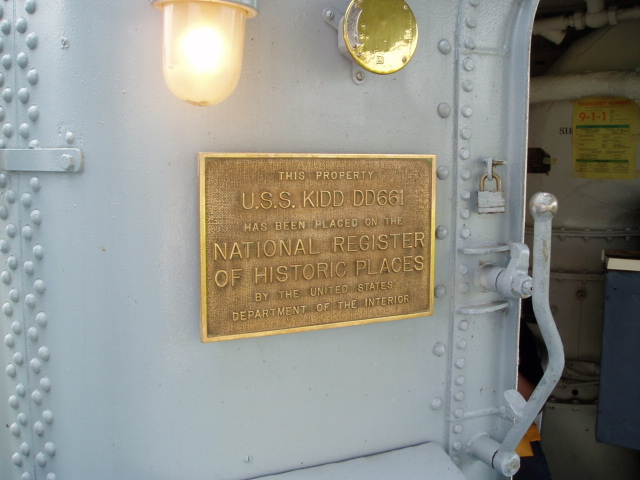 THIS PROPERTY
U.S.S. KIDD DD661
HAS BEEN PLACED ON THE
NATIONAL REGISTER
OF HISTORIC PLACES
BY THE UNITED STATES
DEPARTMENT OF THE INTERIOR
9-1-1